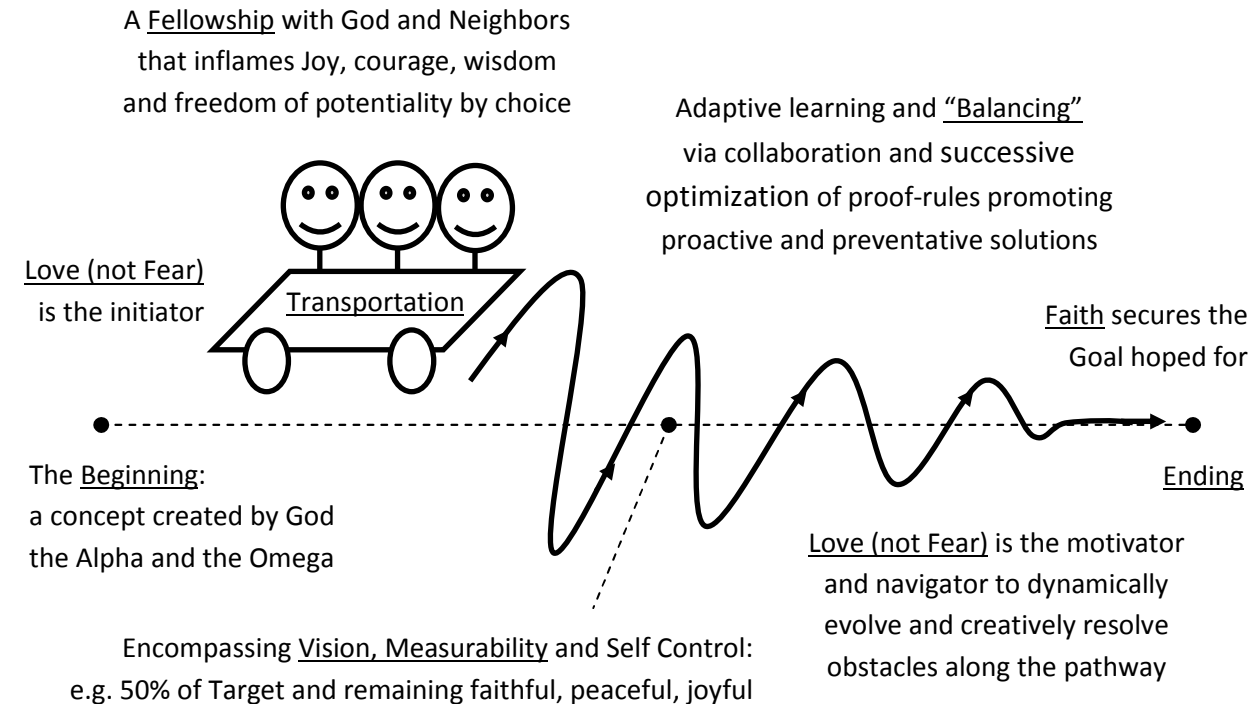 A Fellowship with God and Neighbors
that inflames Joy, courage, wisdom
and freedom of potentiality by choice
Adaptive learning and “Balancing”
via collaboration and successive
optimization of proof-rules promoting
proactive and preventative solutions
Love (not Fear)
is the initiator
Transportation
Faith secures the
Goal hoped for
The Beginning:
a concept created by God
the Alpha and the Omega
Ending
Love (not Fear) is the motivator
and navigator to dynamically
evolve and creatively resolve
obstacles along the pathway
Encompassing Vision, Measurability and Self Control:
e.g. 50% of Target and remaining faithful, peaceful, joyful